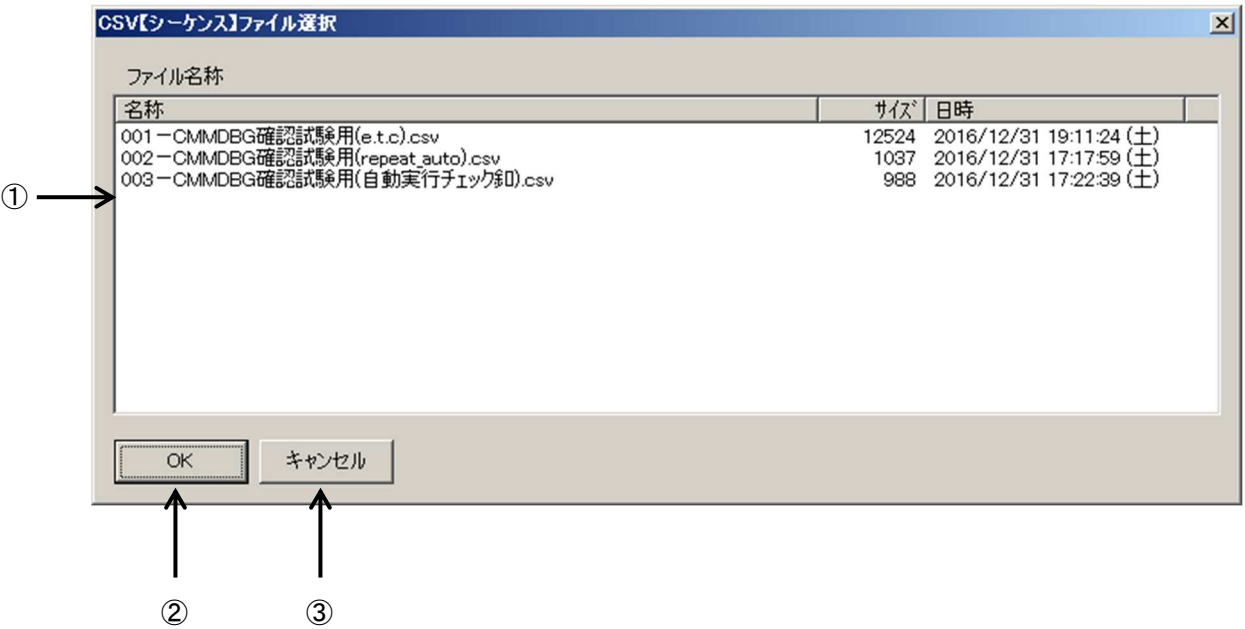 CSV【シーケンス】ファイル選択
ファイル名称
名称 サイズ 日時
001－CMMDBG確認試験用(e.t.c).csv 12524 2016/12/31 19:11:24 (土)
002－CMMDBG確認試験用(repeat_auto).csv 1037 2016/12/31 17:17:59 (土)
003－CMMDBG確認試験用(自動実行チェック釦).csv 988 2016/12/31 17:22:39 (土)
①
OK キャンセル
② ③